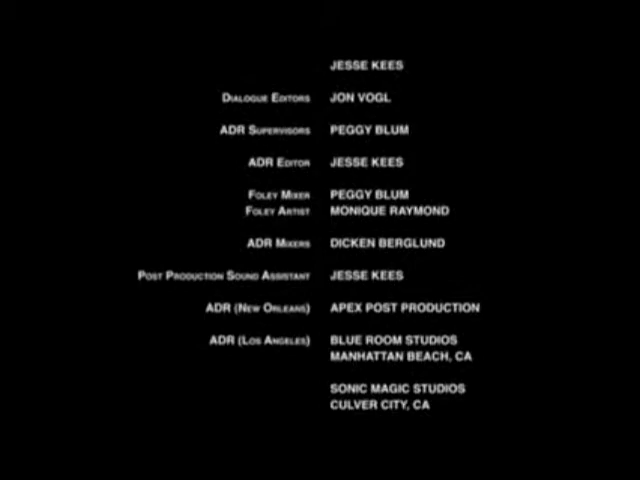 JESSE KEES
Dialogue Editors JON VOGL
ADR Supervisors PEGGY BLUM
ADR Editor JESSE KEES
Foley Mixer PEGGY BLUM
Foley Artist MONIQUE RAYMOND
ADR Mixers DICKEN BERGLUND
Post Production Sound Assistant JESSE KEES
ADR (New Orleans) APEX POST PRODUCTION
ADR (Los Angeles) BLUE ROOM STUDIOS
MANHATTAN BEACH, CA
SONIC MAGIC STUDIOS
CULVER CITY, CA